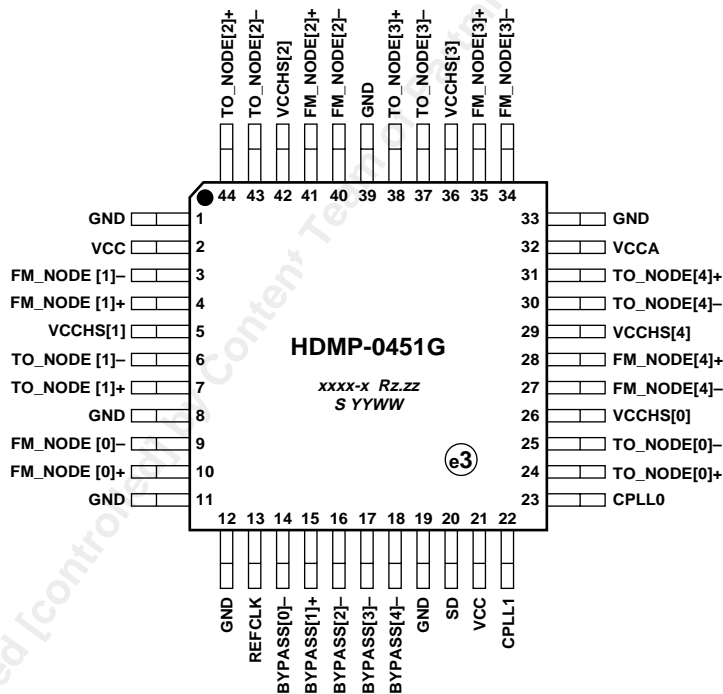 TO_NODE[2]+
TO_NODE[2]–
VCCHS[2]
FM_NODE[2]+
FM_NODE[2]–
GND
TO_NODE[3]+
TO_NODE[3]–
VCCHS[3]
FM_NODE[3]+
FM_NODE[3]–
44 43 42 41 40 39 38 37 36 35 34
GND 1
VCC 2
FM_NODE [1]– 3
FM_NODE [1]+ 4
VCCHS[1] 5
TO_NODE [1]– 6
TO_NODE [1]+ 7
GND 8
FM_NODE [0]– 9
FM_NODE [0]+ 10
GND 11
HDMP-0451G
xxxx-x Rz.zz
S YYWW
e3
33 GND
32 VCCA
31 TO_NODE[4]+
30 TO_NODE[4]–
29 VCCHS[4]
28 FM_NODE[4]+
27 FM_NODE[4]–
26 VCCHS[0]
25 TO_NODE[0]–
24 TO_NODE[0]+
23 CPLL0
12 13 14 15 16 17 18 19 20 21 22
GND
REFCLK
BYPASS[0]–
BYPASS[1]+
BYPASS[2]–
BYPASS[3]–
BYPASS[4]–
GND
SD
VCC
CPLL1
[controlled] by Content Team of